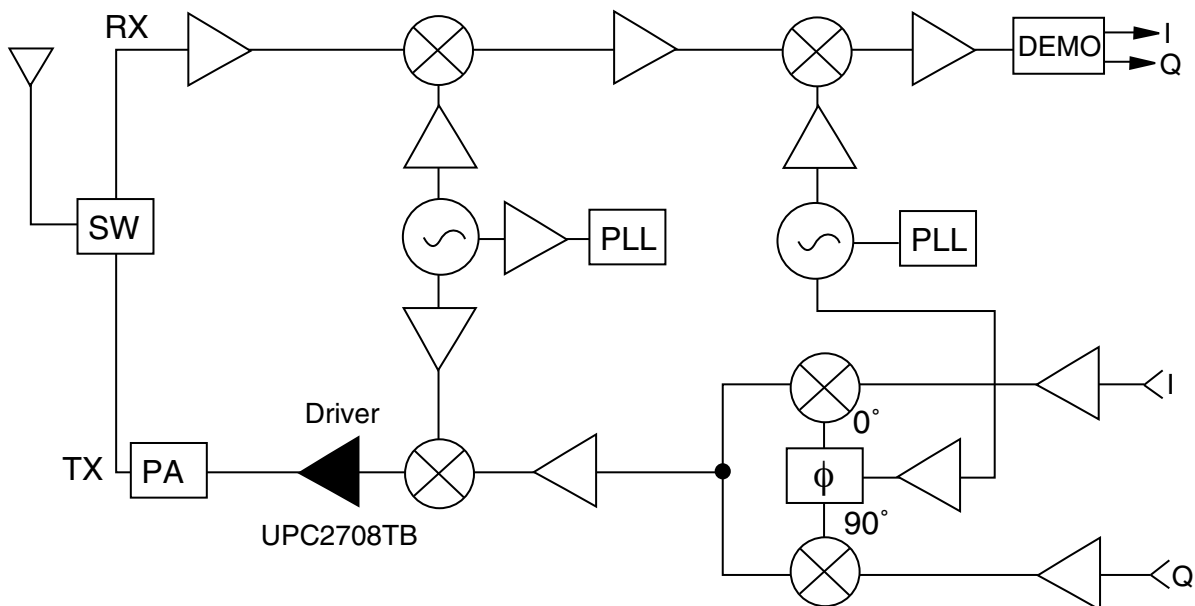 RX
DEMO
I
Q
SW
PLL
PLL
Driver
I
0°
TX
PA
ϕ
UPC2708TB
90°
Q